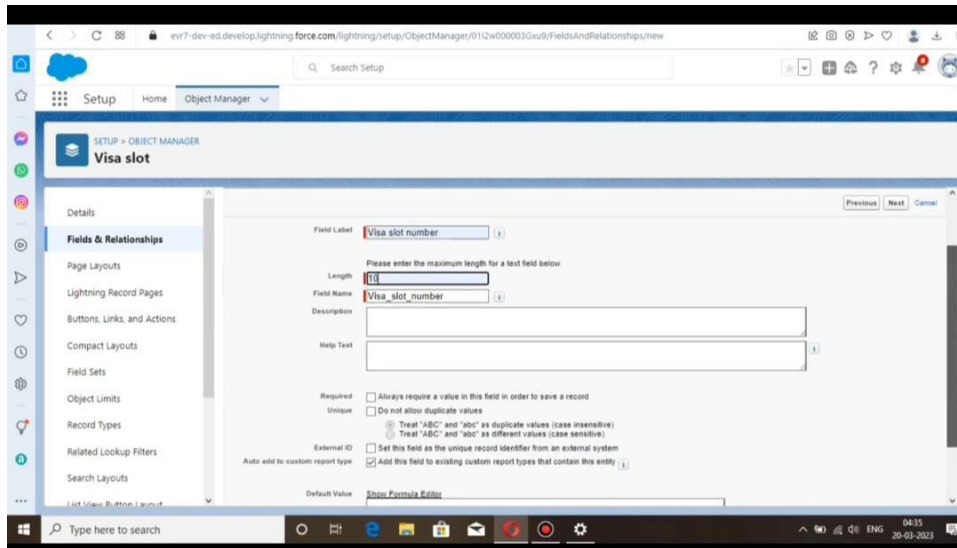 evr7-dev-ed.develop.lightning.force.com/lightning/setup/ObjectManager/01I2w000003Gxu9/FieldsAndRelationships/new
Search Setup
Setup Home Object Manager
SETUP > OBJECT MANAGER
Visa slot
Previous Next Cancel
Details
Fields & Relationships
Page Layouts
Lightning Record Pages
Buttons, Links, and Actions
Compact Layouts
Field Sets
Object Limits
Record Types
Related Lookup Filters
Search Layouts
List View Button Layout
Field Label Visa slot number
Please enter the maximum length for a text field below.
Length 10
Field Name Visa_slot_number
Description
Help Text
Required Always require a value in this field in order to save a record
Unique Do not allow duplicate values
Treat "ABC" and "abc" as duplicate values (case insensitive)
Treat "ABC" and "abc" as different values (case sensitive)
External ID Set this field as the unique record identifier from an external system
Auto add to custom report type Add this field to existing custom report types that contain this entity
Default Value Show Formula Editor
Type here to search
ENG
04:35
20-03-2023